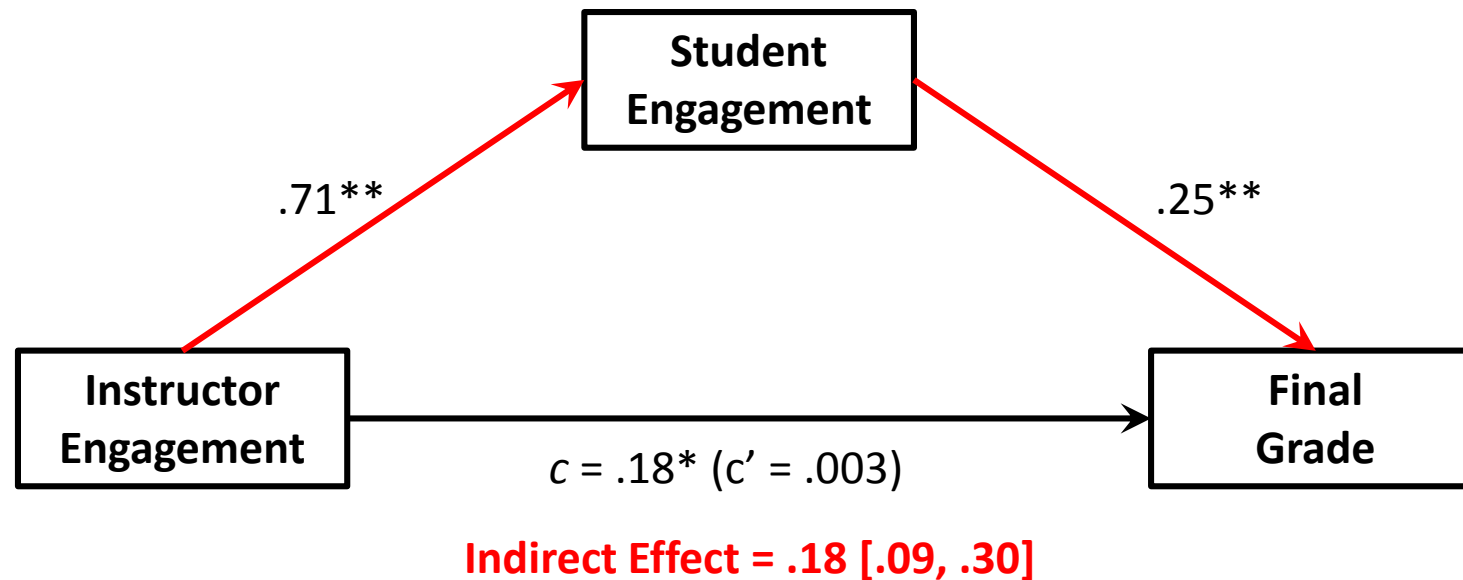 Student
Engagement
.71**
.25**
Instructor
Engagement
Final
Grade
c = .18* (c’ = .003)
Indirect Effect = .18 [.09, .30]